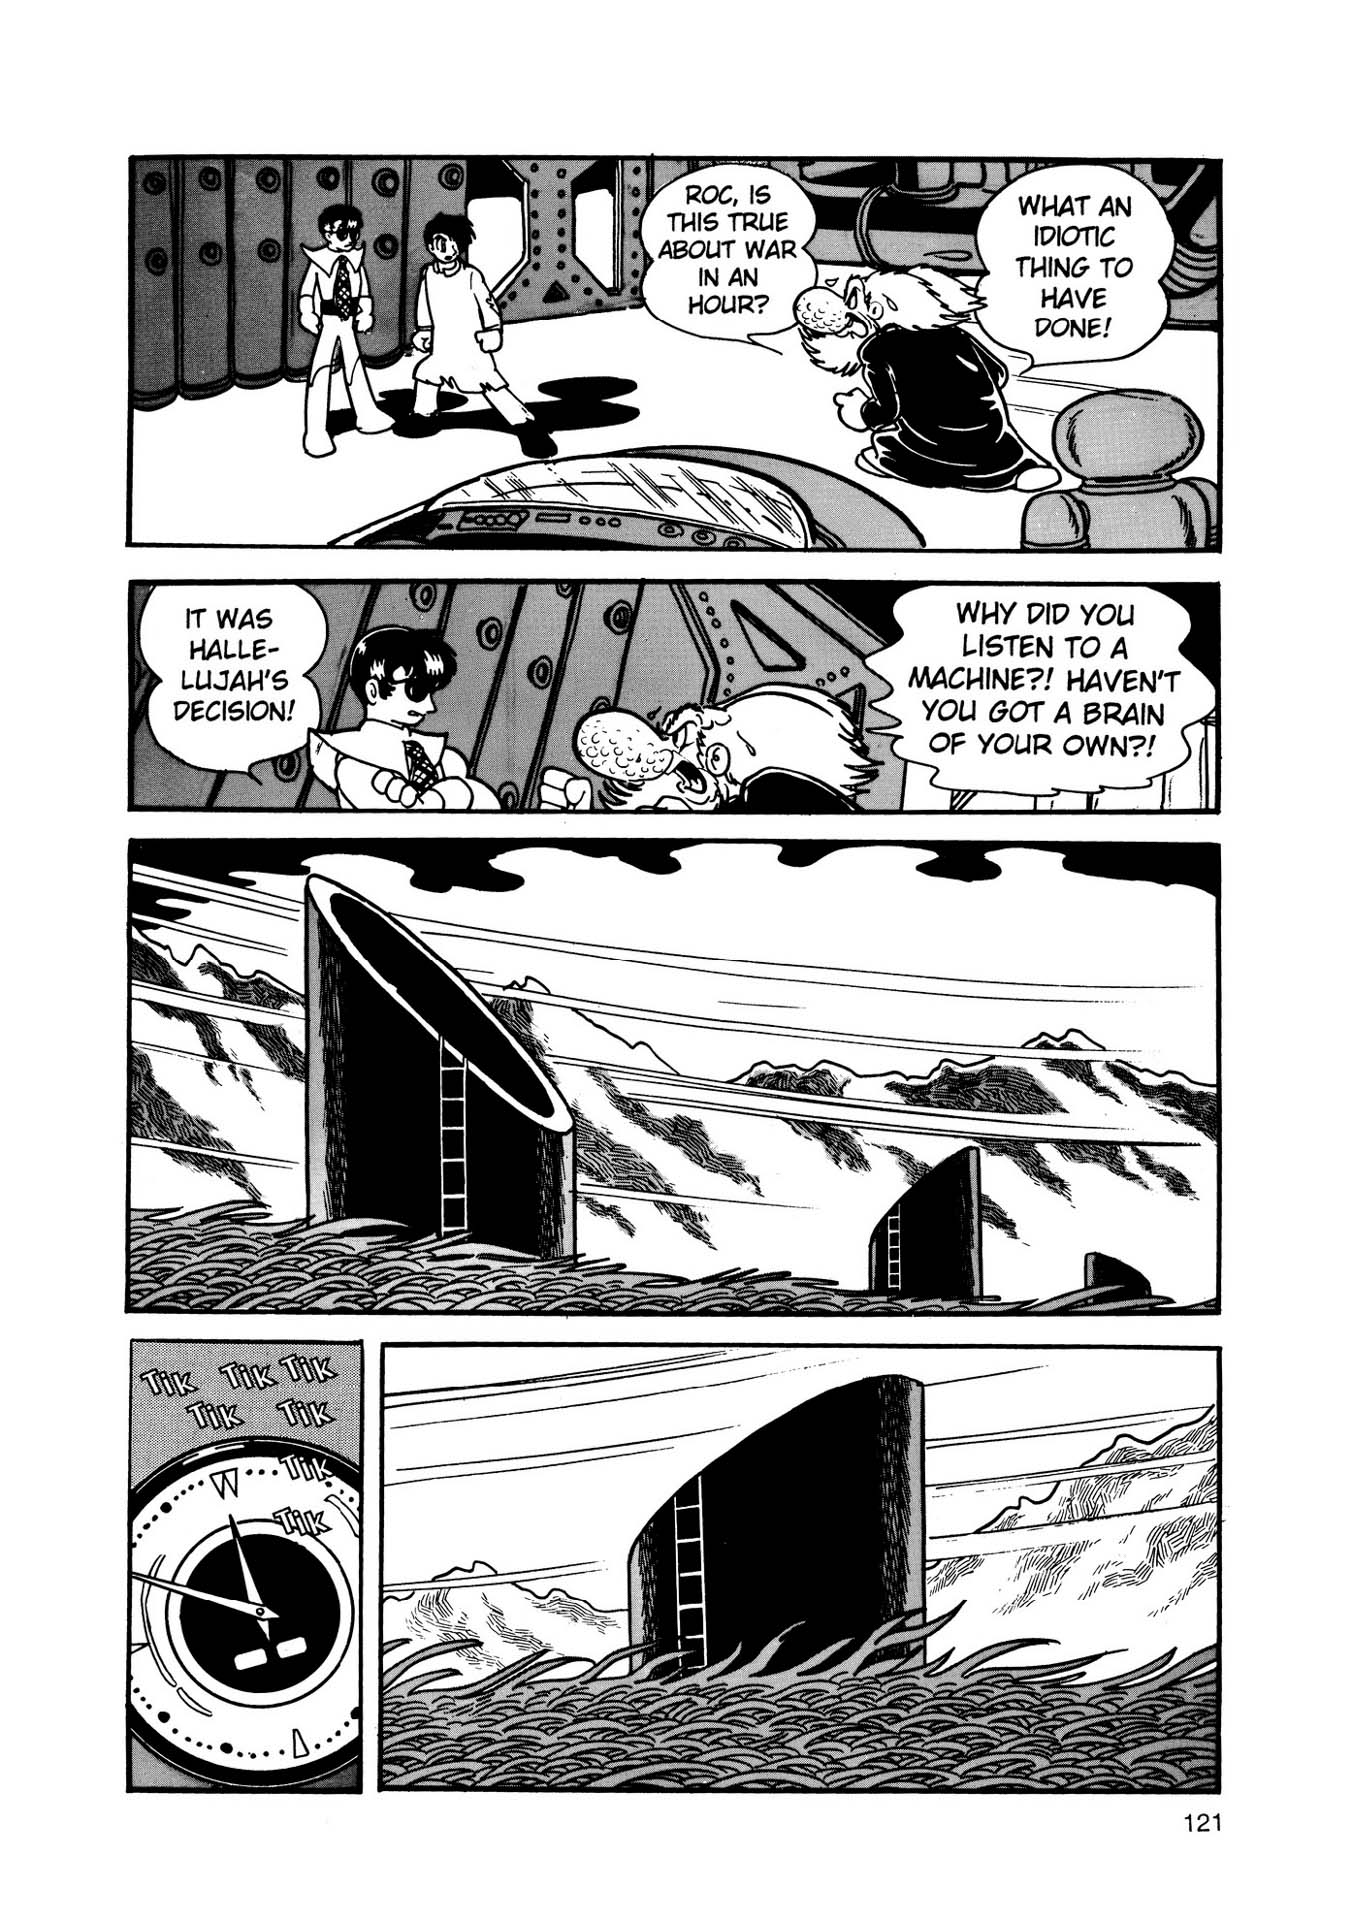 ROC, IS
THIS TRUE
ABOUT WAR
IN AN
HOUR?
WHAT AN
IDIOTIC
THING TO
HAVE
DONE!
IT WAS
HALLE-
LUJAH'S
DECISION!
WHY DID YOU
LISTEN TO A
MACHINE?! HAVEN'T
YOU GOT A BRAIN
OF YOUR OWN?!
TiK TiK TiK
TiK TiK
TiK
TiK
121